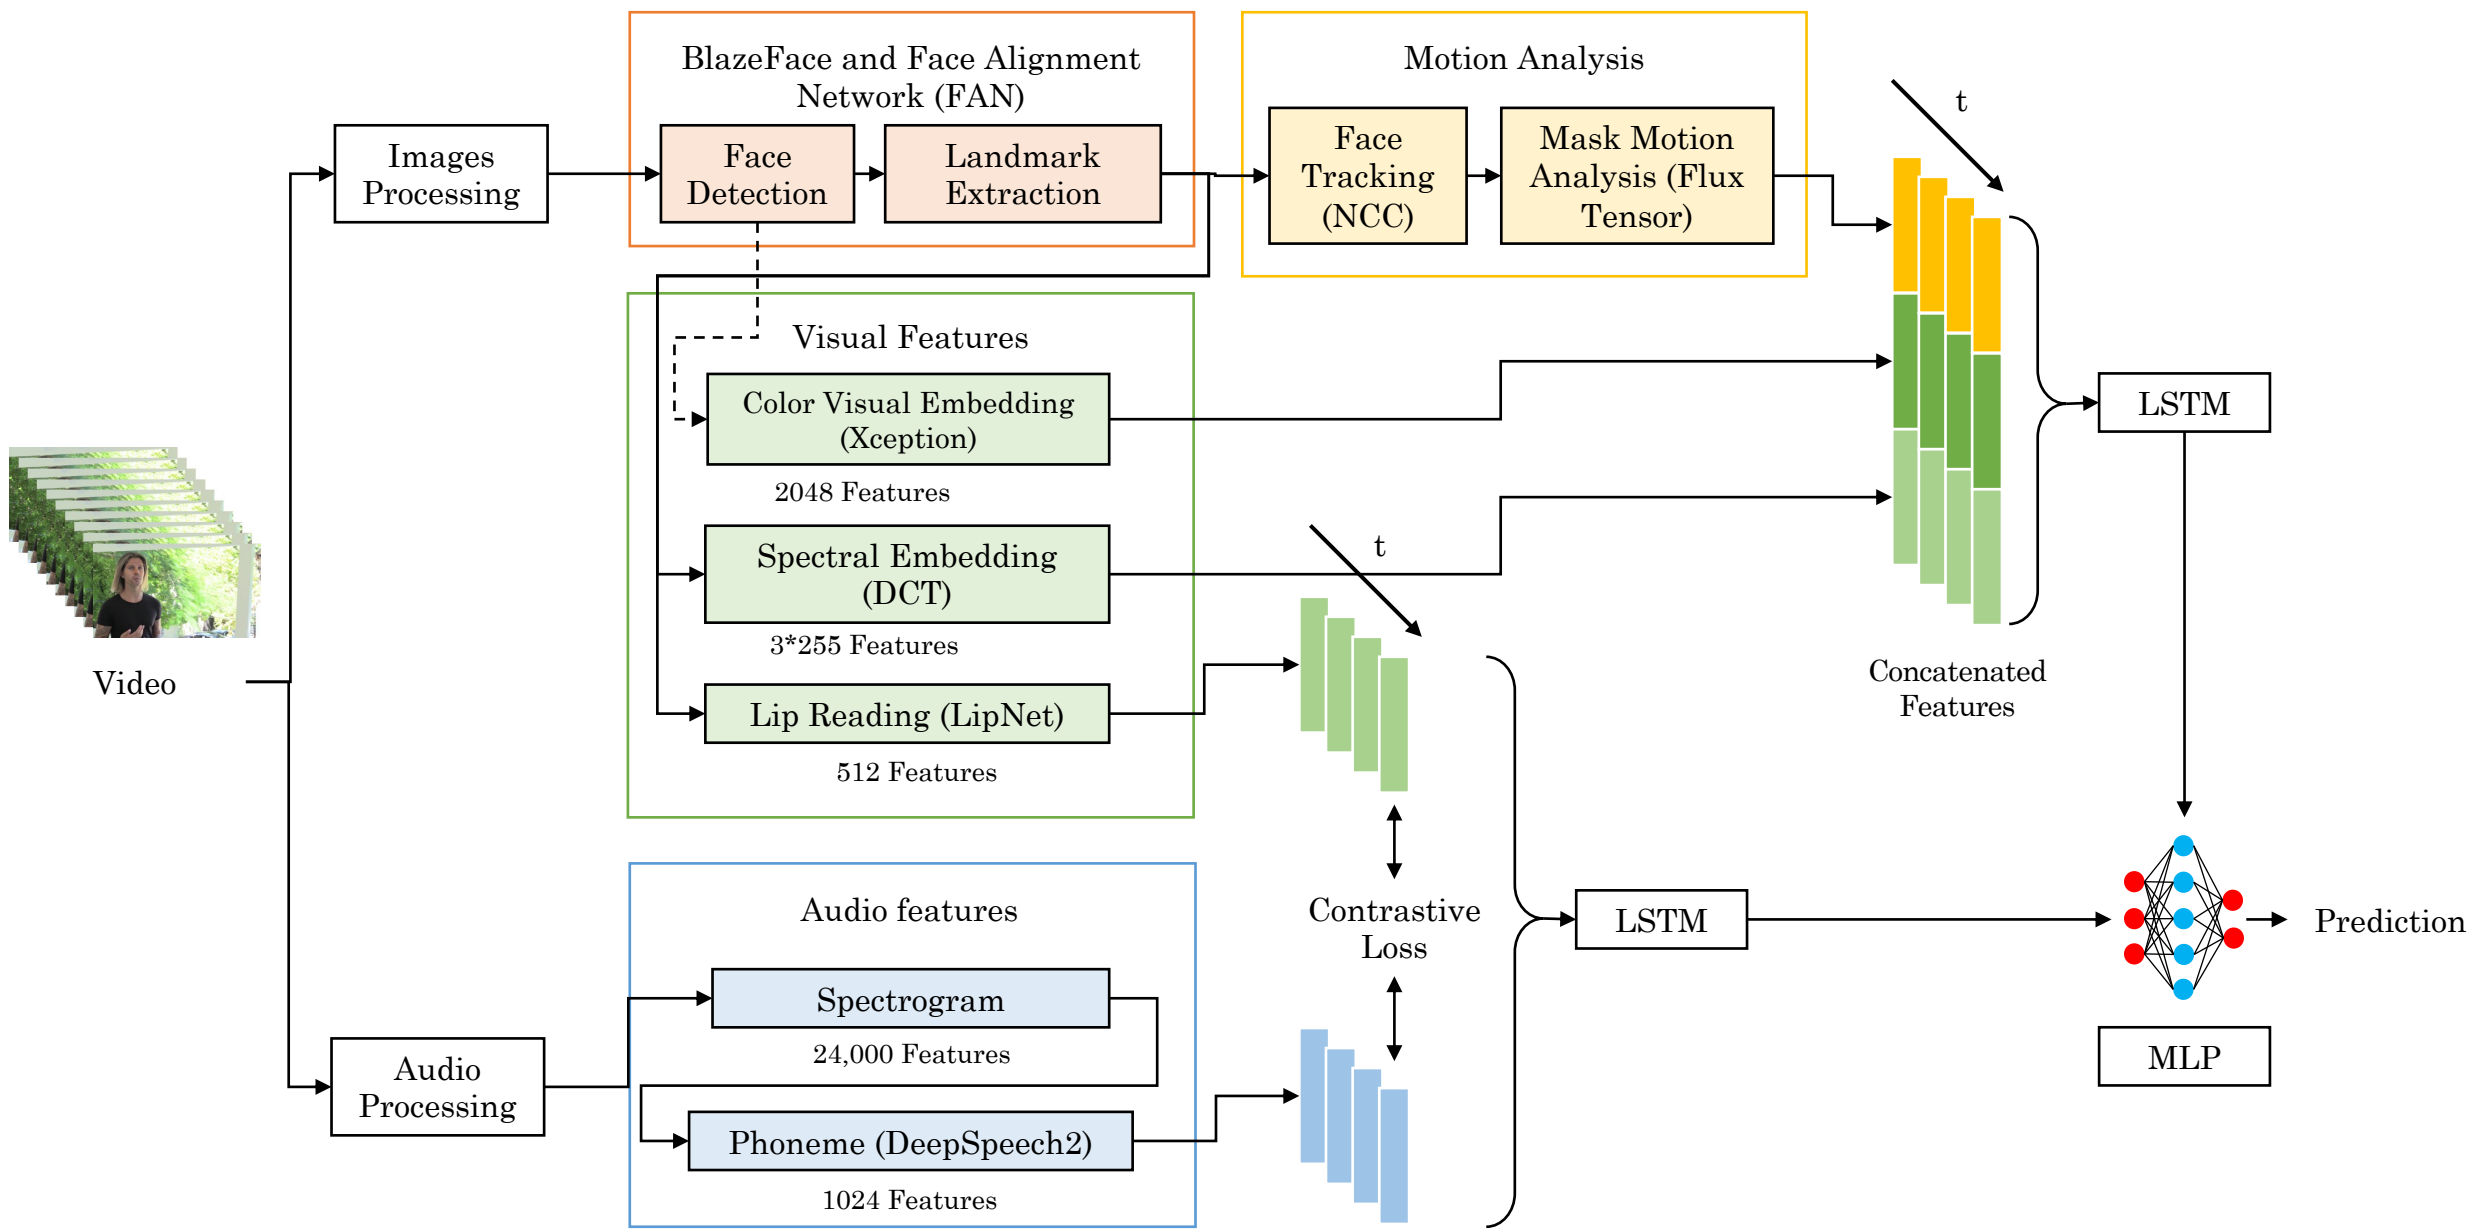 BlazeFace and Face Alignment
Network (FAN)
Motion Analysis
t
Images
Processing
Face
Detection
Landmark
Extraction
Face
Tracking
(NCC)
Mask Motion
Analysis (Flux
Tensor)
Visual Features
Color Visual Embedding
(Xception)
2048 Features
LSTM
Spectral Embedding
(DCT)
3*255 Features
t
Video
Lip Reading (LipNet)
512 Features
Concatenated
Features
Audio features
Contrastive
Loss
LSTM
Prediction
Spectrogram
24,000 Features
MLP
Audio
Processing
Phoneme (DeepSpeech2)
1024 Features